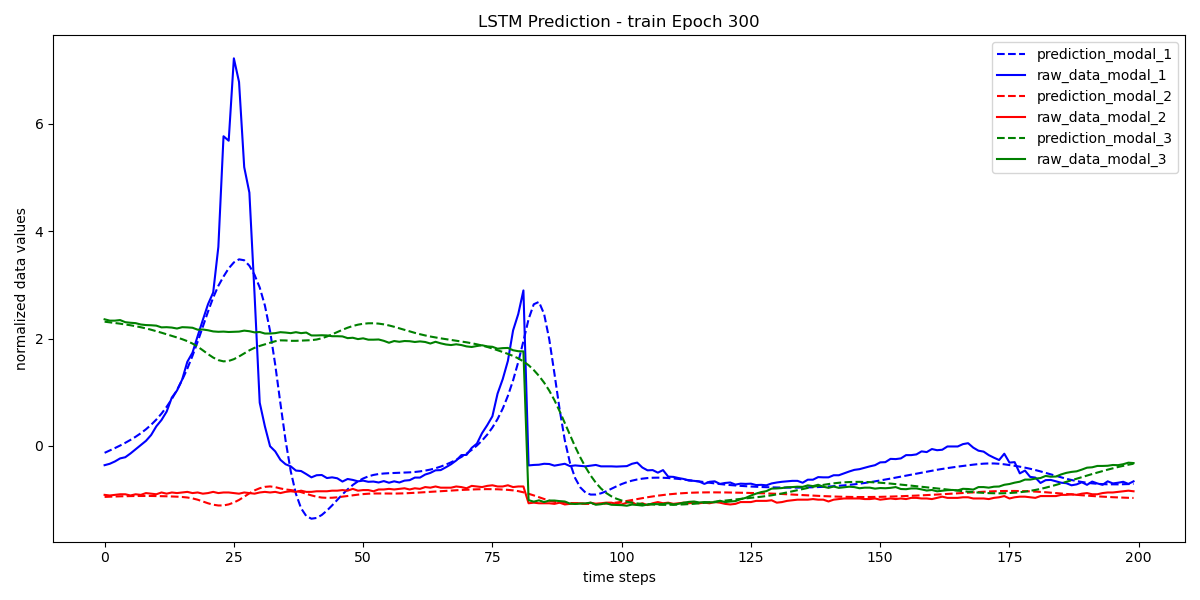 LSTM Prediction - train Epoch 300
prediction_modal_1
raw_data_modal_1
prediction_modal_2
raw_data_modal_2
prediction_modal_3
raw_data_modal_3
normalized data values
6
4
2
0
0 25 50 75 100 125 150 175 200
time steps